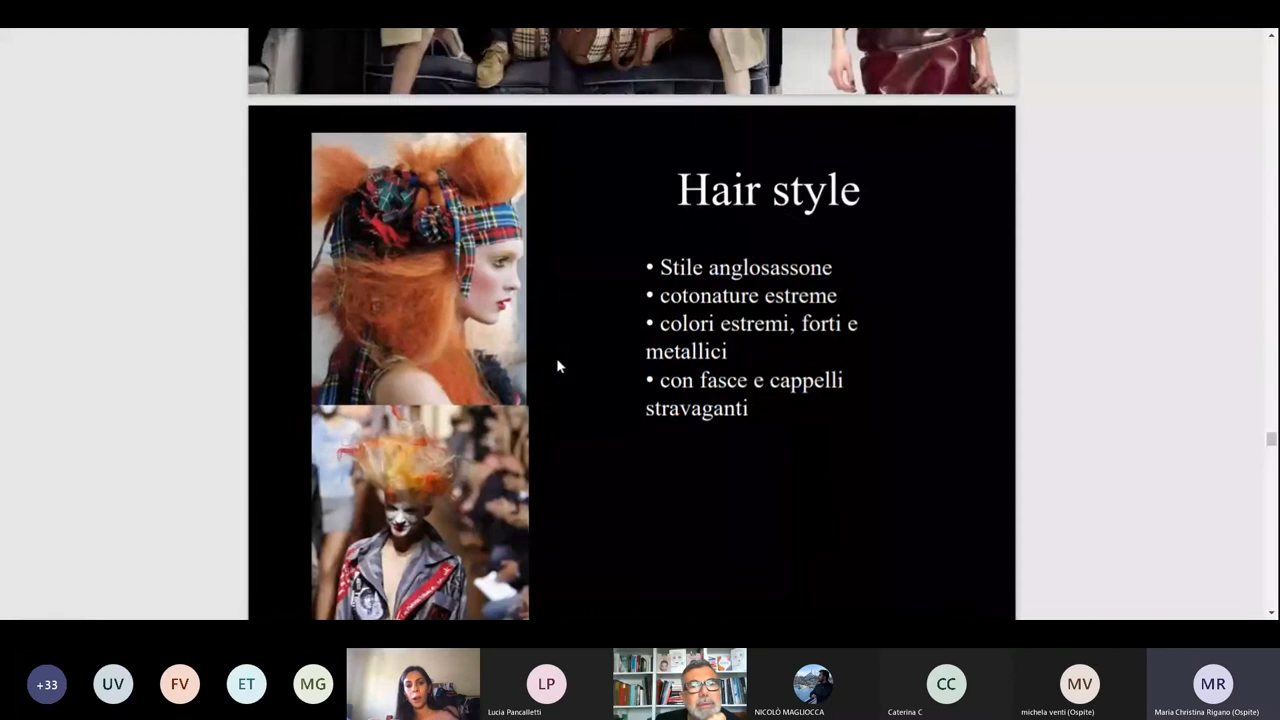 Hair style
• Stile anglosassone
• cotonature estreme
• colori estremi, forti e
metallici
• con fasce e cappelli
stravaganti
+33
UV
FV
ET
MG
LP
Lucia Pancalletti
NICOLÒ MAGLIOCCA
CC
Caterina C
MV
michela venti (Ospite)
MR
Maria Christina Rigano (Ospite)